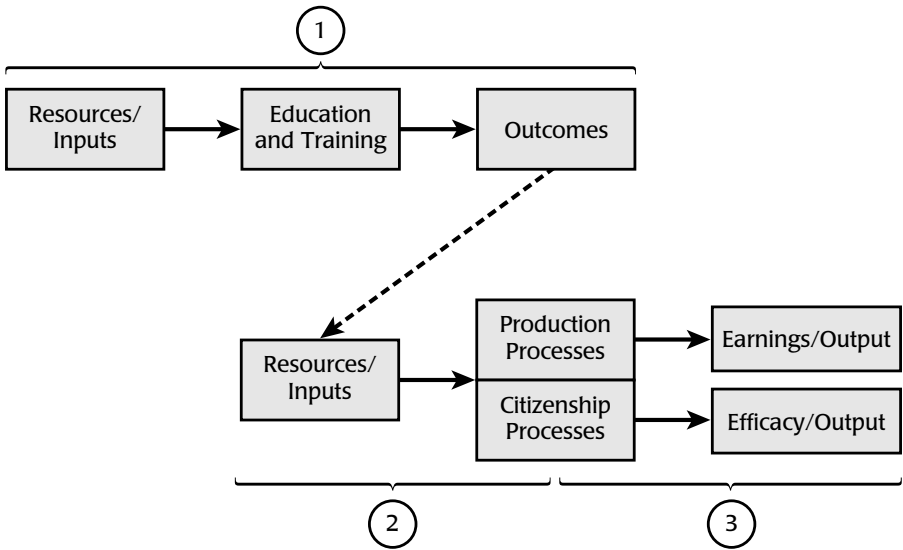 1
Resources/
Inputs
Education
and Training
Outcomes
Resources/
Inputs
Production
Processes
Earnings/Output
Citizenship
Processes
Efficacy/Output
2
3